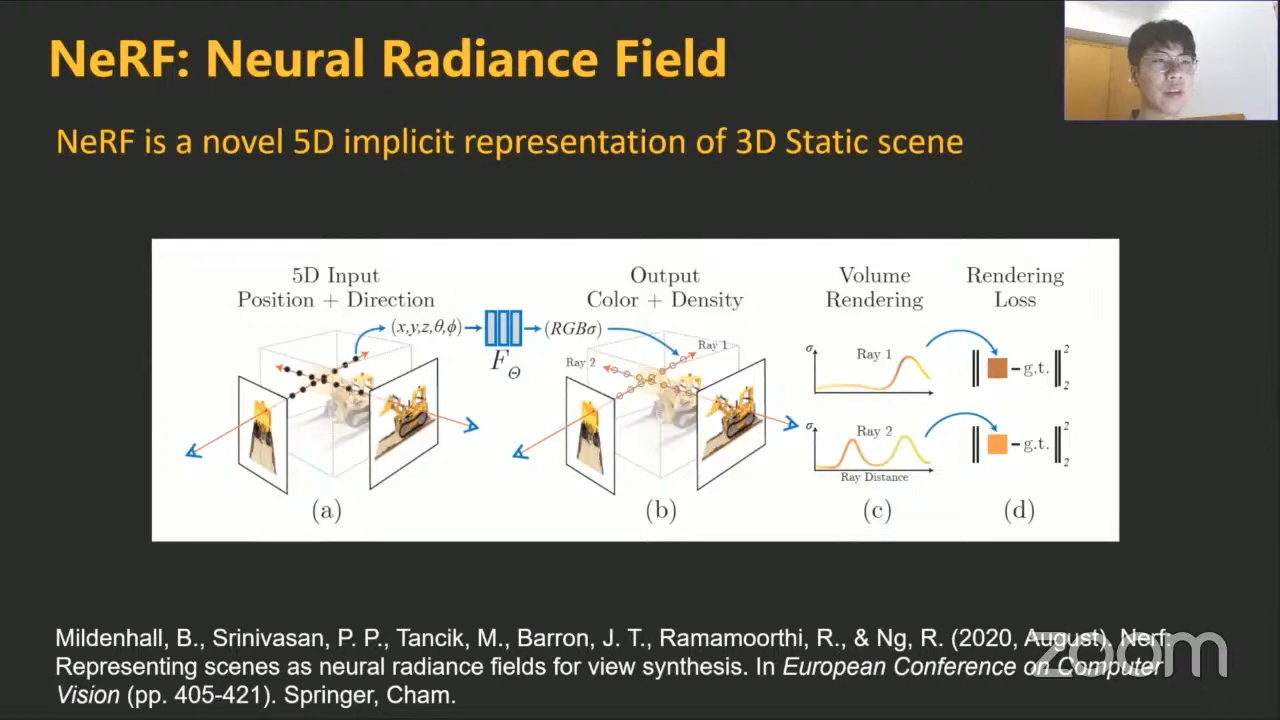 NeRF: Neural Radiance Field
NeRF is a novel 5D implicit representation of 3D Static scene
5D Input
Position + Direction
Output
Color + Density
Volume
Rendering
Rendering
Loss
(x,y,z,θ,ϕ)
(RGBσ)
F_Θ
Ray 2
Ray 1
σ
Ray 1
σ
Ray 2
Ray Distance
‖ - g.t. ‖²₂
‖ - g.t. ‖²₂
(a)
(b)
(c)
(d)
Mildenhall, B., Srinivasan, P. P., Tancik, M., Barron, J. T., Ramamoorthi, R., & Ng, R. (2020, August). Nerf:
Representing scenes as neural radiance fields for view synthesis. In European Conference on Computer
Vision (pp. 405-421). Springer, Cham.
zoom